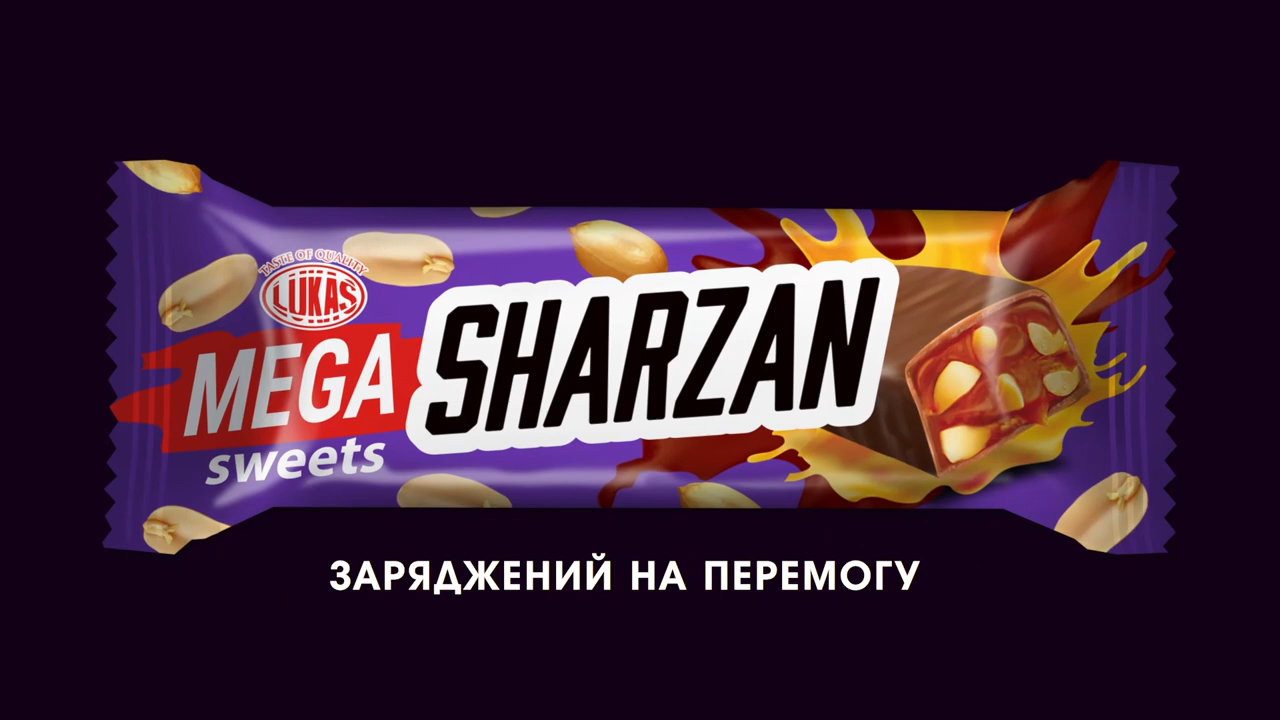 TASTE OF QUALITY
LUKAS
MEGA
SHARZAN
sweets
ЗАРЯДЖЕНИЙ НА ПЕРЕМОГУ